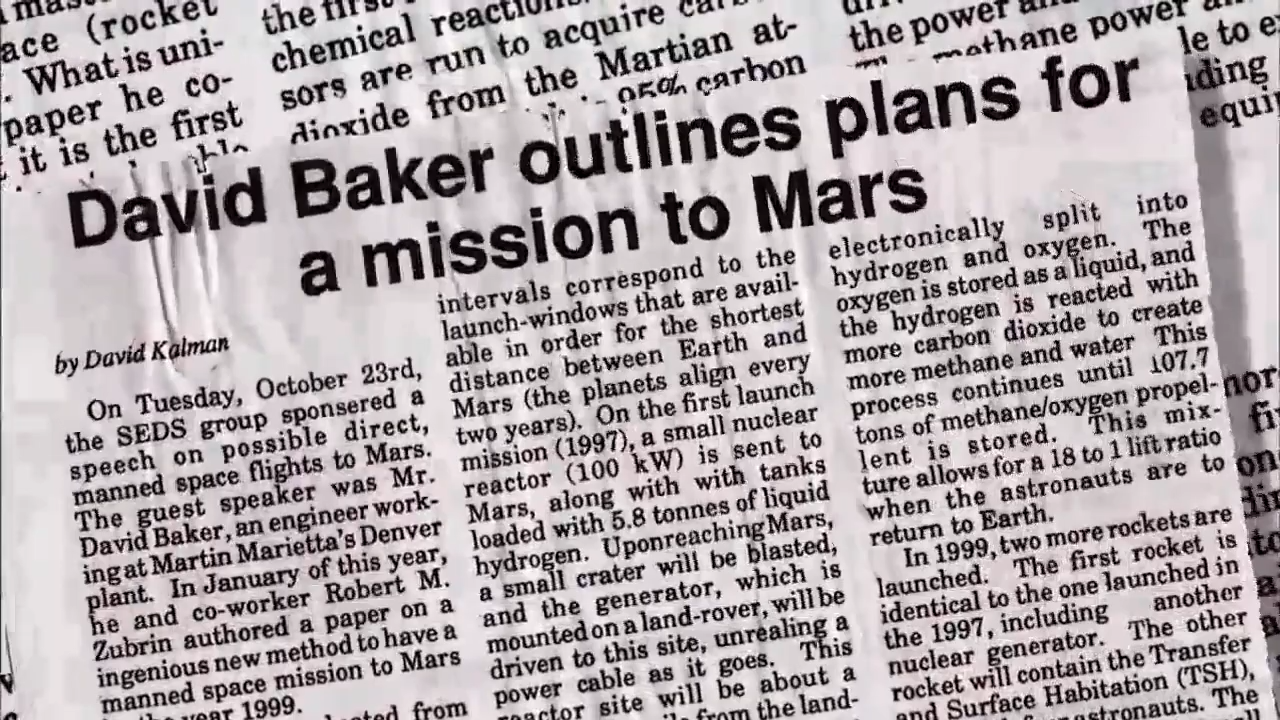 ace (rocket
What is uni-
paper he co-
it is the first
the first
chemical reactions
sors are run to acquire
dioxide from the Martian at-
95% carbon
the power and
methane power
le to e
ding
equi
David Baker outlines plans for
a mission to Mars
by David Kalman
On Tuesday, October 23rd,
the SEDS group sponsered a
speech on possible direct,
manned space flights to Mars.
The guest speaker was Mr.
David Baker, an engineer work-
ing at Martin Marietta's Denver
plant. In January of this year,
he and co-worker Robert M.
Zubrin authored a paper on a
ingenious new method to have a
manned space mission to Mars
year 1999.
from
intervals correspond to the
launch-windows that are avail-
able in order for the shortest
distance between Earth and
Mars (the planets align every
two years). On the first launch
mission (1997), a small nuclear
reactor (100 kW) is sent to
Mars, along with with tanks
loaded with 5.8 tonnes of liquid
hydrogen. Upon reaching Mars,
a small crater will be blasted,
and the generator, which is
mounted on a land-rover, will be
driven to this site, unrealing a
power cable as it goes. This
reactor site will be about a
from the land-
electronically split into
hydrogen and oxygen. The
oxygen is stored as a liquid, and
the hydrogen is reacted with
more carbon dioxide to create
more methane and water This
process continues until 107.7
tons of methane/oxygen propel-
lent is stored. This mix-
ture allows for a 18 to 1 lift ratio
when the astronauts are to
return to Earth.
In 1999, two more rockets are
launched. The first rocket is
identical to the one launched in
the 1997, including another
nuclear generator. The other
rocket will contain the Transfer
and Surface Habitation (TSH),
astronauts. The